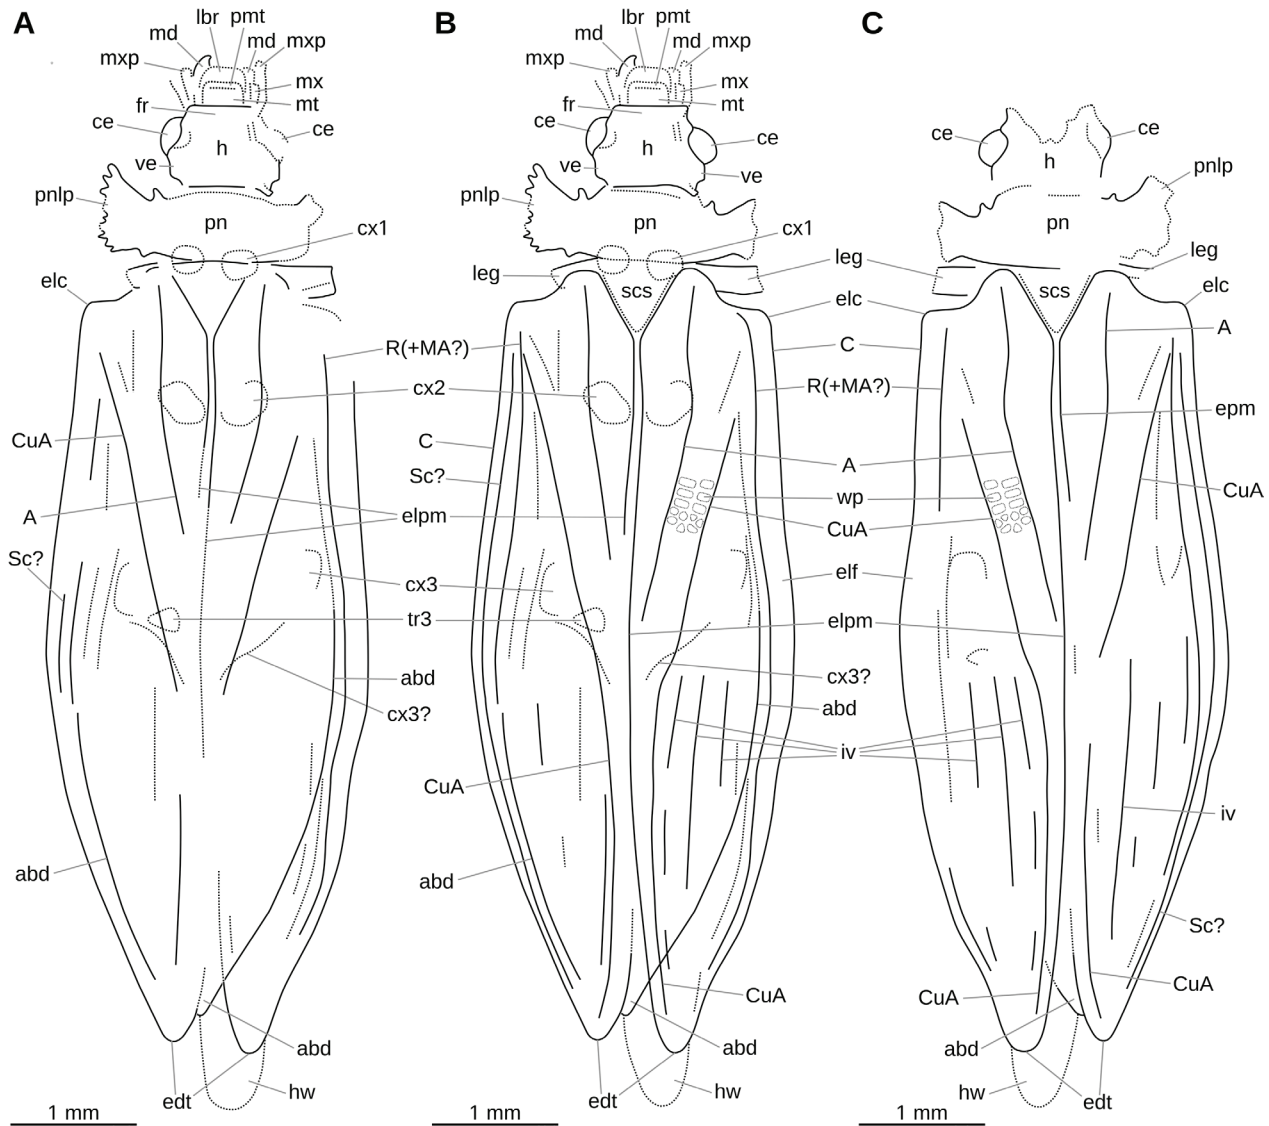 A
lbr pmt
md
md mxp
mxp
mx
mt
fr
ce
ce
h
ve
pnlp
pn
cx1
elc
CuA
A
Sc?
abd
abd
cx3?
abd
edt
hw
1 mm
B
lbr pmt
md
md mxp
mxp
mx
mt
fr
ce
ce
h
ve
ve
pnlp
pn
cx1
leg
scs
leg
elc
R(+MA?)
C
cx2
R(+MA?)
C
A
Sc?
wp
elpm
CuA
cx3
elf
tr3
elpm
cx3?
abd
iv
CuA
abd
CuA
abd
edt
hw
1 mm
C
ce
ce
h
pnlp
pn
leg
scs
elc
A
epm
CuA
iv
Sc?
CuA
CuA
abd
hw
edt
1 mm